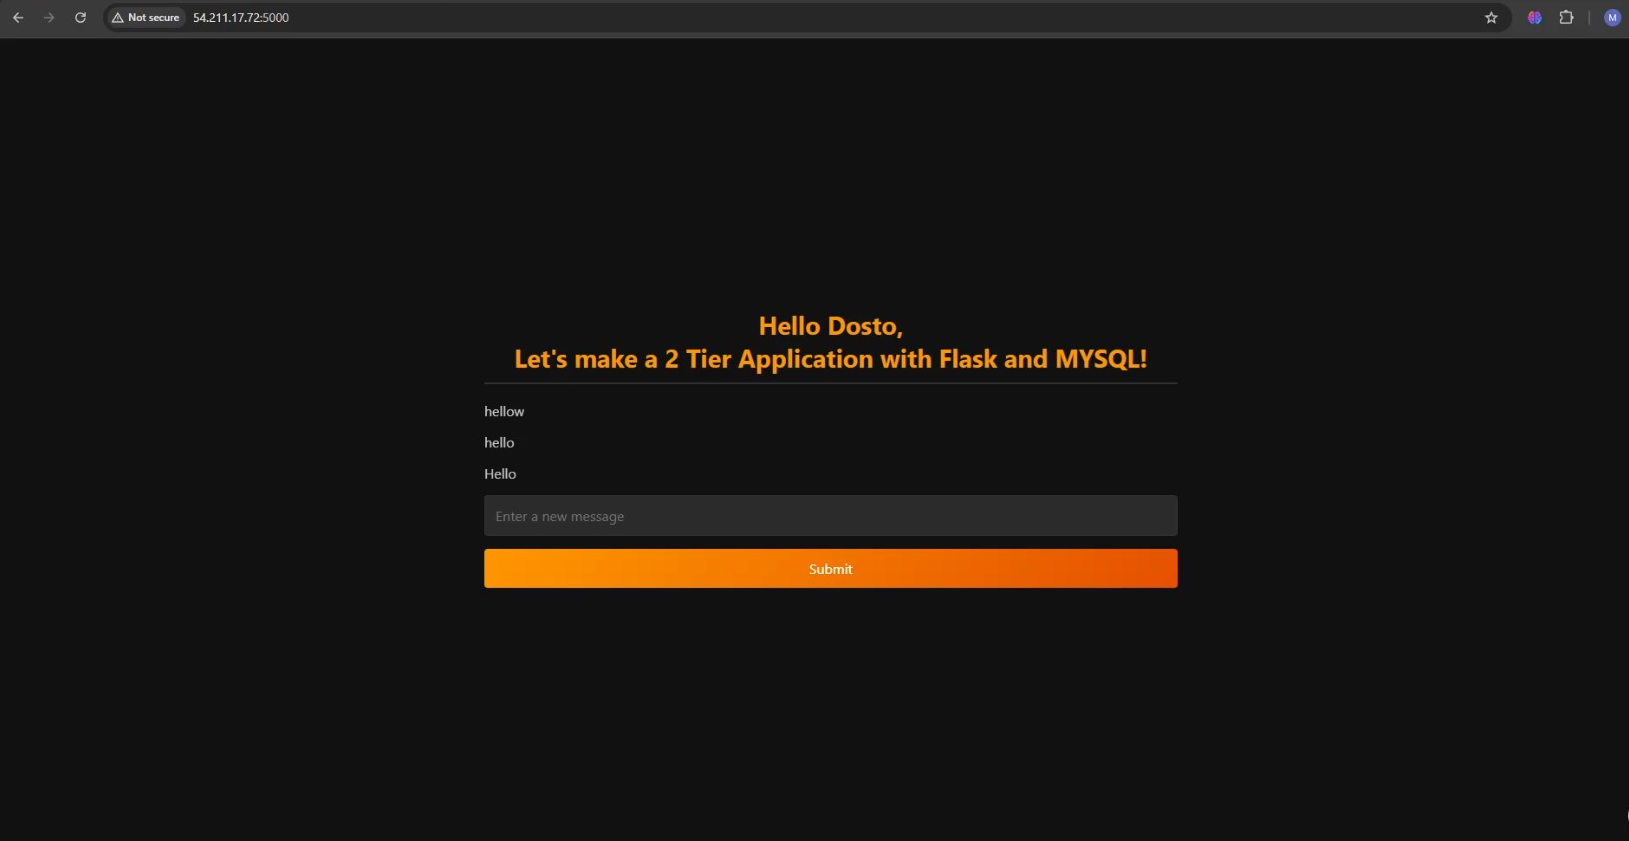 Not secure 54.211.17.72:5000
M
Hello Dosto,
Let's make a 2 Tier Application with Flask and MYSQL!
hellow
hello
Hello
Enter a new message
Submit